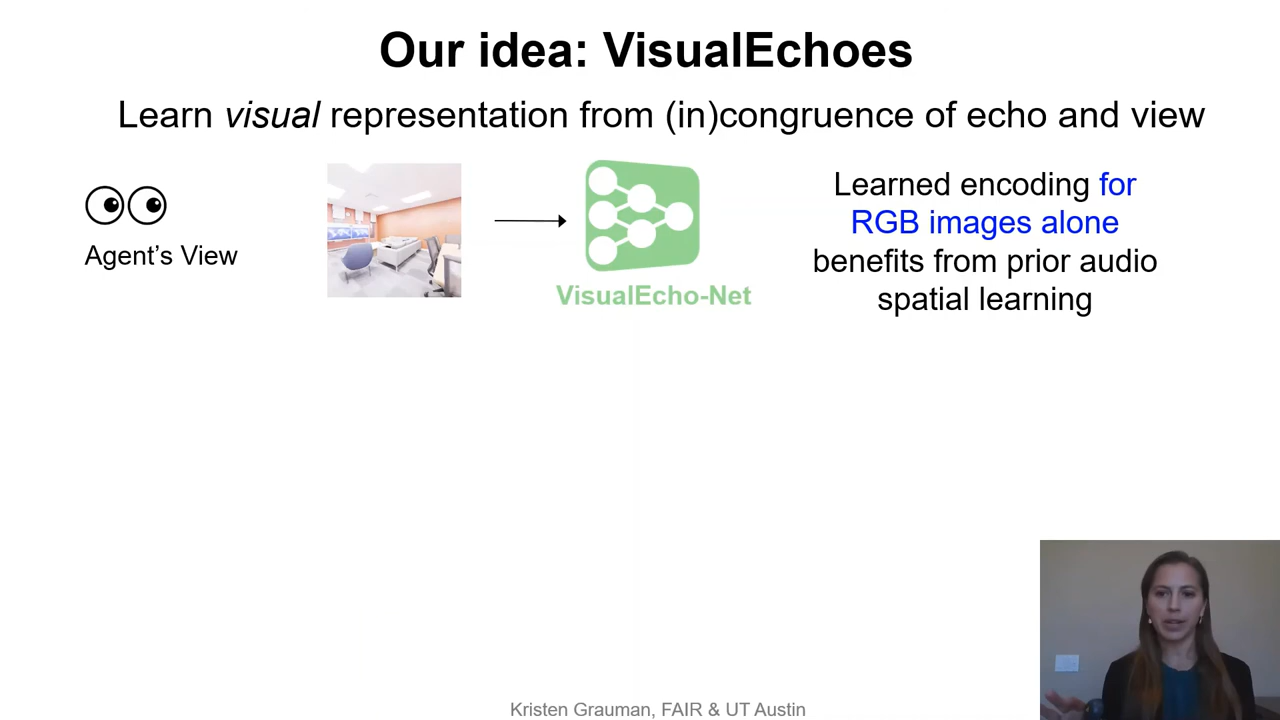 Our idea: VisualEchoes
Learn visual representation from (in)congruence of echo and view
Agent’s View
VisualEcho-Net
Learned encoding for
RGB images alone
benefits from prior audio
spatial learning
Kristen Grauman, FAIR & UT Austin